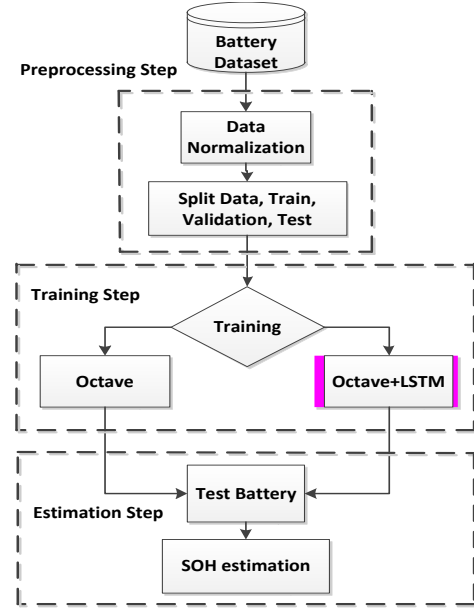 Battery
Dataset
Preprocessing Step
Data
Normalization
Split Data, Train,
Validation, Test
Training Step
Training
Octave
Octave+LSTM
Test Battery
Estimation Step
SOH estimation